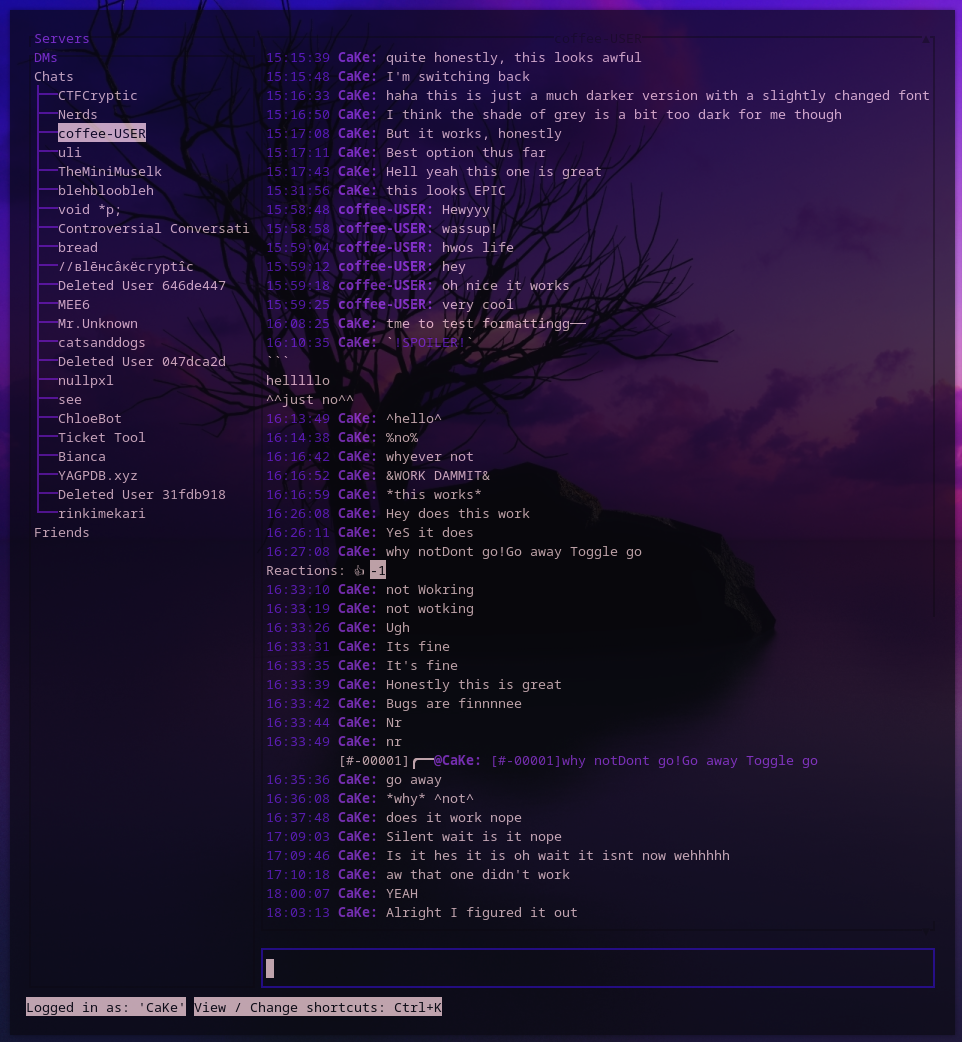 Servers
DMs
Chats
CTFCryptic
Nerds
coffee-USER
uli
TheMiniMuselk
blehbloobleh
void *p;
Controversial Conversati
bread
Deleted User 646de447
MEE6
Mr.Unknown
catsanddogs
Deleted User 047dca2d
nullpxl
see
ChloeBot
Ticket Tool
Bianca
YAGPDB.xyz
Deleted User 31fdb918
rinkimekari
Friends
coffee-USER
15:15:39 CaKe: quite honestly, this looks awful
15:15:48 CaKe: I'm switching back
15:16:33 CaKe: haha this is just a much darker version with a slightly changed font
15:16:50 CaKe: I think the shade of grey is a bit too dark for me though
15:17:08 CaKe: But it works, honestly
15:17:11 CaKe: Best option thus far
15:17:43 CaKe: Hell yeah this one is great
15:31:56 CaKe: this looks EPIC
15:58:48 coffee-USER: Hewyyy
15:58:58 coffee-USER: wassup!
15:59:04 coffee-USER: hwos life
15:59:12 coffee-USER: hey
15:59:18 coffee-USER: oh nice it works
15:59:25 coffee-USER: very cool
16:08:25 CaKe: tme to test formattingg——
16:10:35 CaKe: `!SPOILER!`
```
helllllo
^^just no^^
16:13:49 CaKe: ^hello^
16:14:38 CaKe: %no%
16:16:42 CaKe: whyever not
16:16:52 CaKe: &WORK DAMMIT&
16:16:59 CaKe: *this works*
16:26:08 CaKe: Hey does this work
16:26:11 CaKe: YeS it does
16:27:08 CaKe: why notDont go!Go away Toggle go
Reactions: 👍 -1
16:33:10 CaKe: not Wokring
16:33:19 CaKe: not wotking
16:33:26 CaKe: Ugh
16:33:31 CaKe: Its fine
16:33:35 CaKe: It's fine
16:33:39 CaKe: Honestly this is great
16:33:42 CaKe: Bugs are finnnnee
16:33:44 CaKe: Nr
16:33:49 CaKe: nr
[#-00001]╭──@CaKe: [#-00001]why notDont go!Go away Toggle go
16:35:36 CaKe: go away
16:36:08 CaKe: *why* ^not^
16:37:48 CaKe: does it work nope
17:09:03 CaKe: Silent wait is it nope
17:09:46 CaKe: Is it hes it is oh wait it isnt now wehhhhh
17:10:18 CaKe: aw that one didn't work
18:00:07 CaKe: YEAH
18:03:13 CaKe: Alright I figured it out
Logged in as: 'CaKe' View / Change shortcuts: Ctrl+K